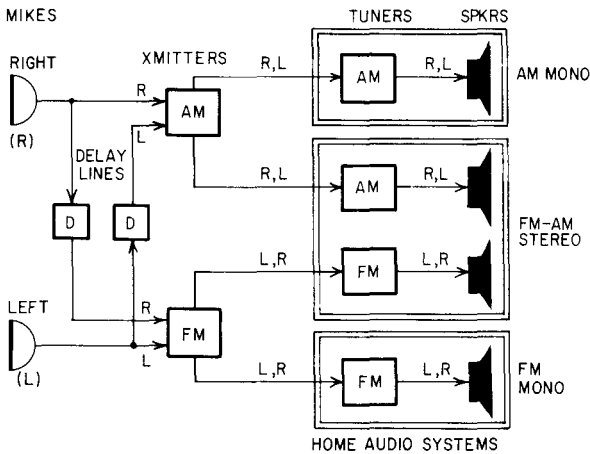 MIKES
TUNERS SPKRS
RIGHT
XMITTERS
R,L
R,L
AM MONO
R
AM
AM
(R)
L
DELAY
LINES
R,L
AM
R,L
D
D
FM-AM
STEREO
L,R
FM
L,R
LEFT
R
FM
(L)
L
L,R
FM
L,R
FM
MONO
HOME AUDIO SYSTEMS